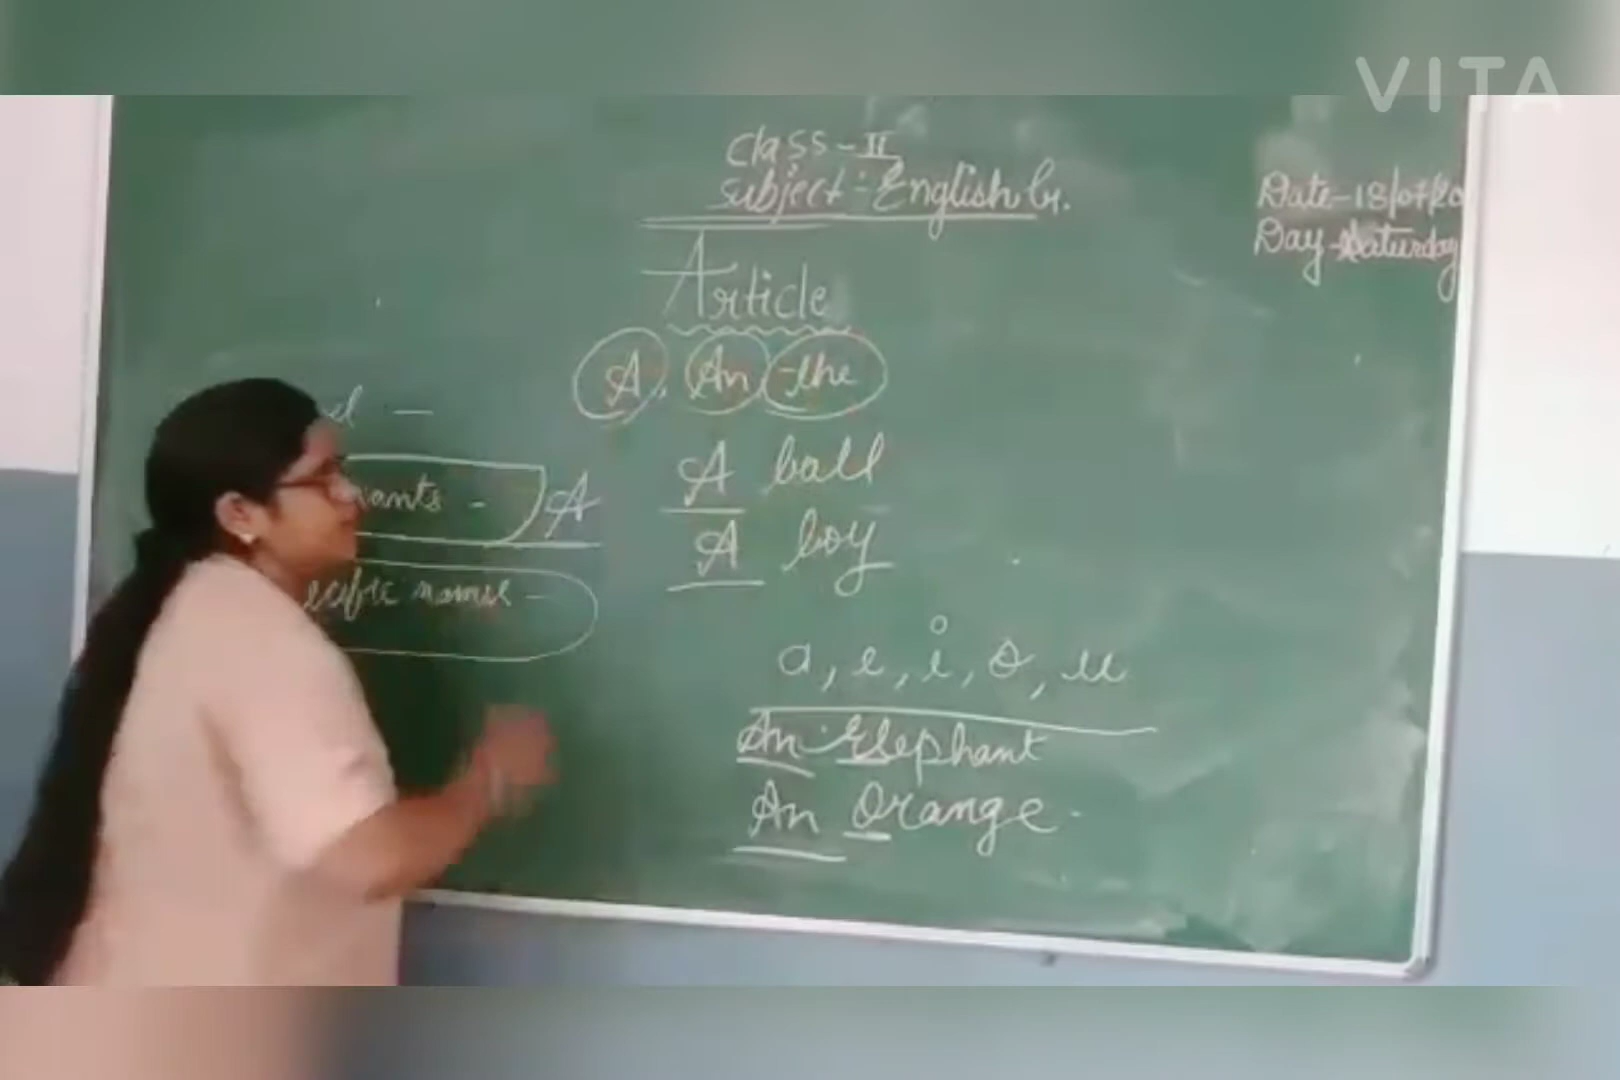 VITA
Class-II
Subject:-English Gr.
Date-18/07/20
Day-Saturday
Article
A, An, the
A ball
A
A boy
a, e, i, o, u
An Elephant
An Orange.